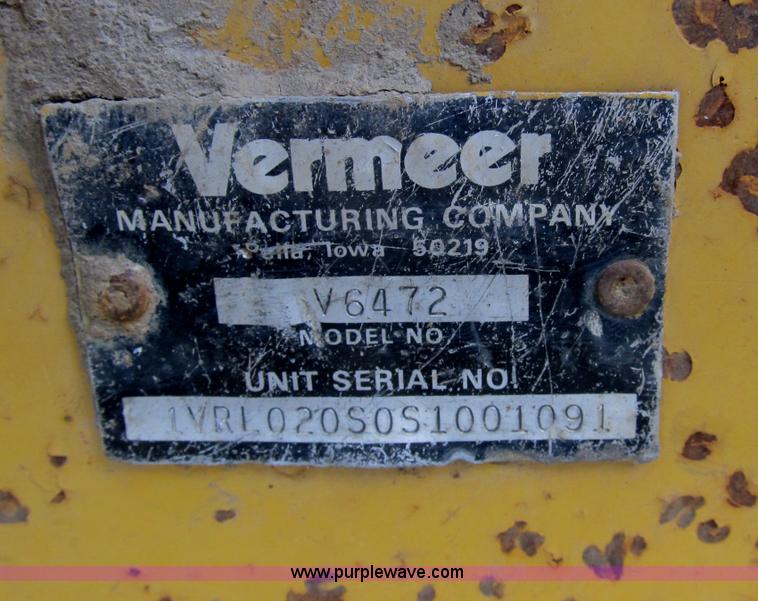 Vermeer
MANUFACTURING COMPANY
Pella, Iowa 50219
V6472
MODEL NO
UNIT SERIAL NO
1VRL020S0S1001091
www.purplewave.com